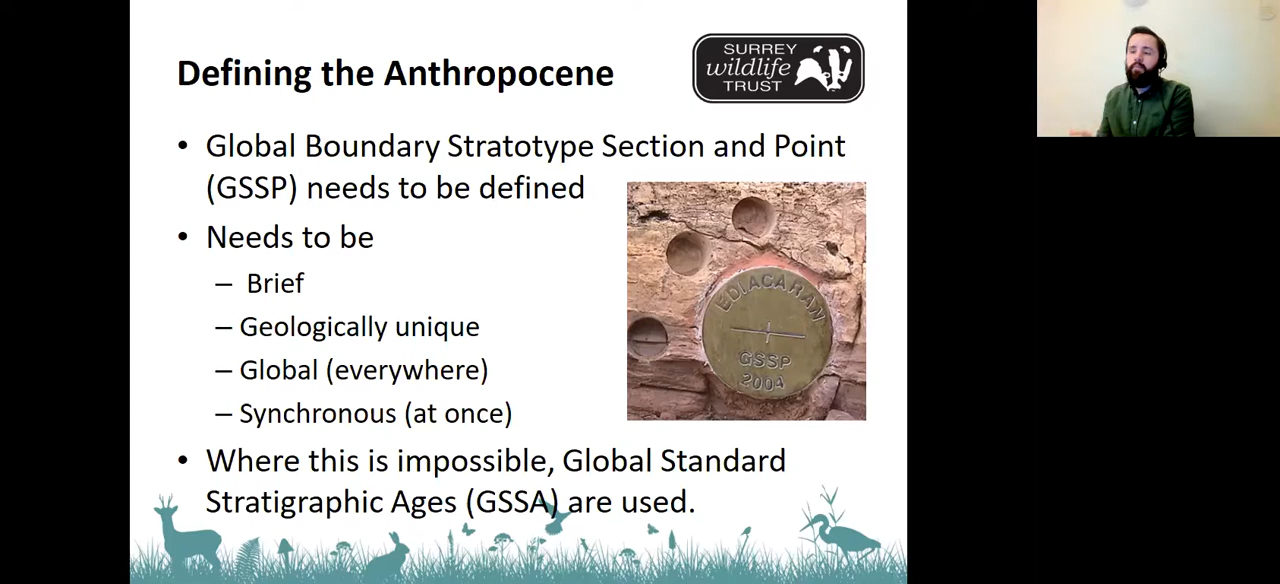 Defining the Anthropocene
SURREY
wildlife
TRUST
• Global Boundary Stratotype Section and Point
(GSSP) needs to be defined
• Needs to be
– Brief
– Geologically unique
– Global (everywhere)
– Synchronous (at once)
• Where this is impossible, Global Standard
Stratigraphic Ages (GSSA) are used.
EDIACARAN
GSSP
2004